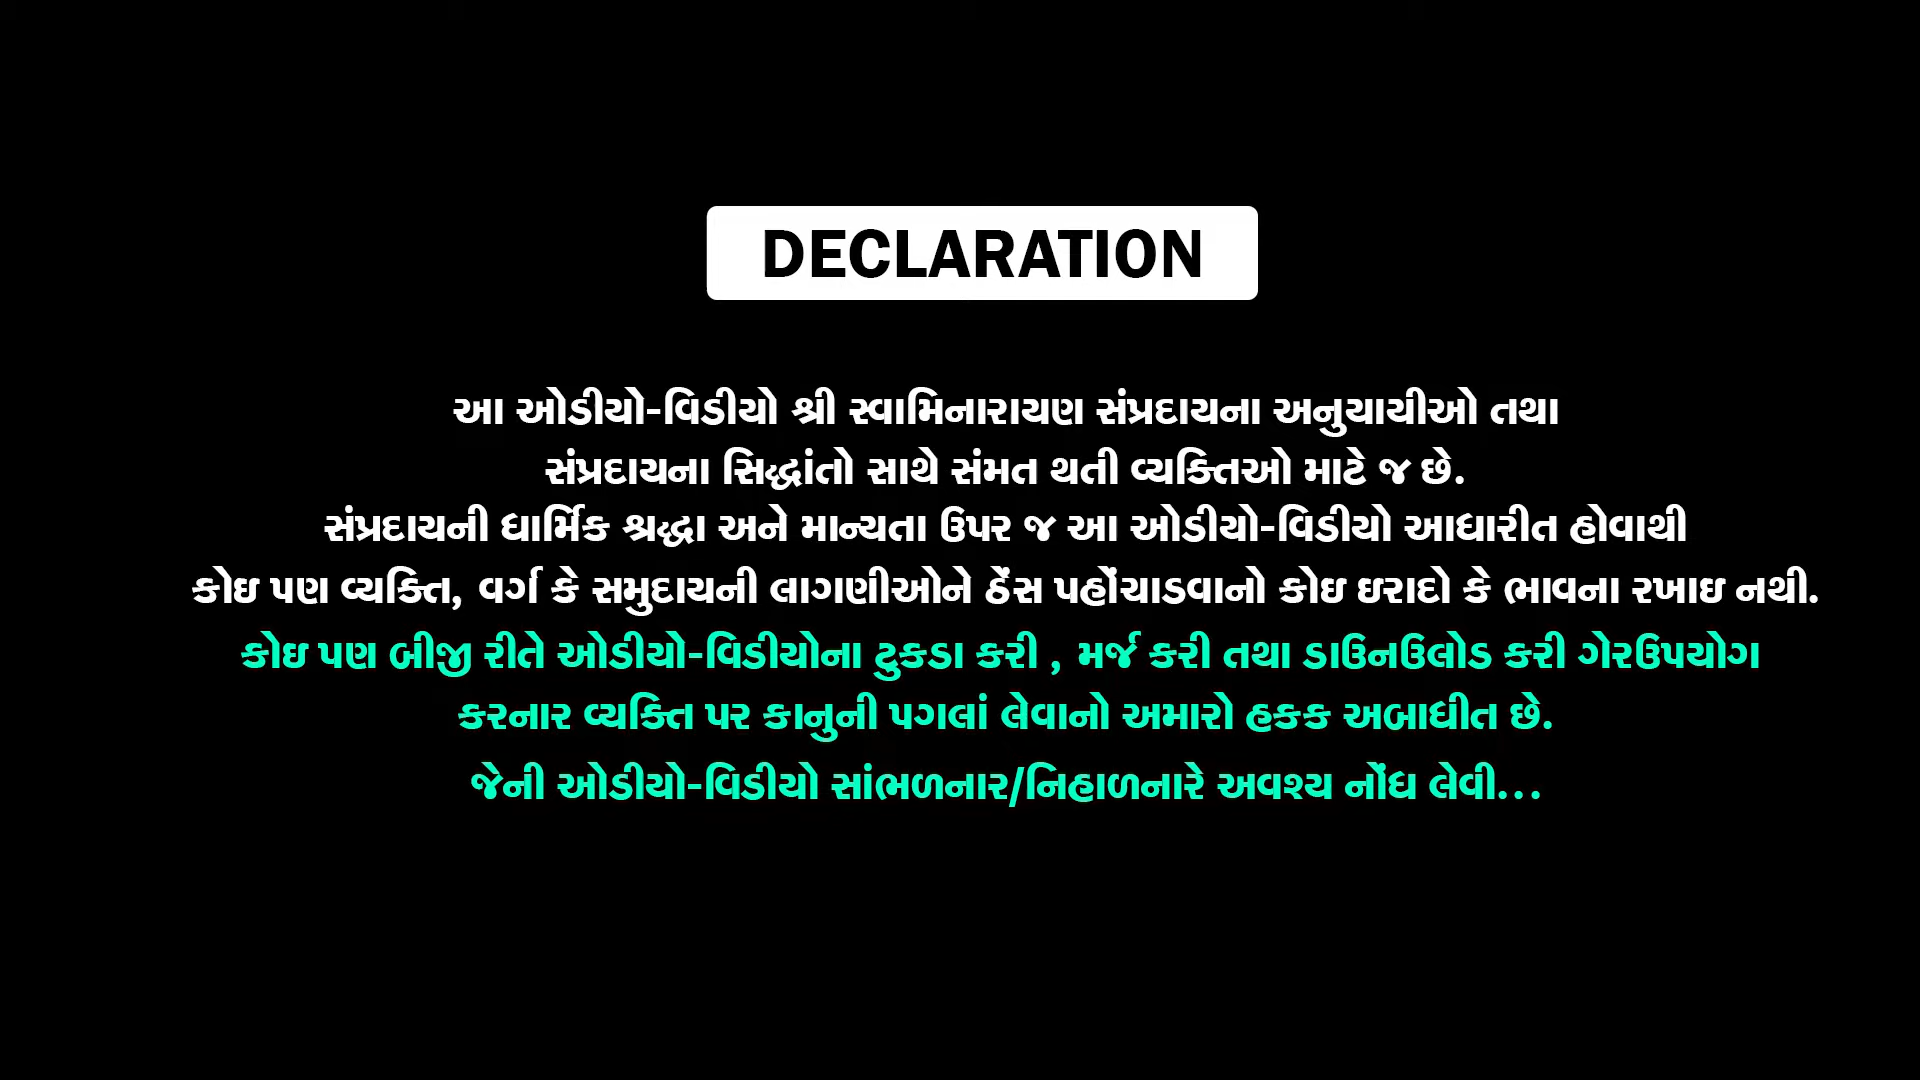 DECLARATION
આ ઓડીયો-વિડીયો શ્રી સ્વામિનારાયણ સંપ્રદાયના અનુયાયીઓ તથા
સંપ્રદાયના સિદ્ધાંતો સાથે સંમત થતી વ્યક્તિઓ માટે જ છે.
સંપ્રદાયની ધાર્મિક શ્રદ્ધા અને માન્યતા ઉપર જ આ ઓડીયો-વિડીયો આધારીત હોવાથી
કોઇ પણ વ્યક્તિ, વર્ગ કે સમુદાયની લાગણીઓને ઠેંસ પહોંચાડવાનો કોઇ ઇરાદો કે ભાવના રખાઇ નથી.
કોઇ પણ બીજી રીતે ઓડીયો-વિડીયોના ટુકડા કરી , મર્જ કરી તથા ડાઉનઉલોડ કરી ગેરઉપયોગ
કરનાર વ્યક્તિ પર કાનુની પગલાં લેવાનો અમારો હકક અબાધીત છે.
જેની ઓડીયો-વિડીયો સાંભળનાર/નિહાળનારે અવશ્ય નોંધ લેવી...